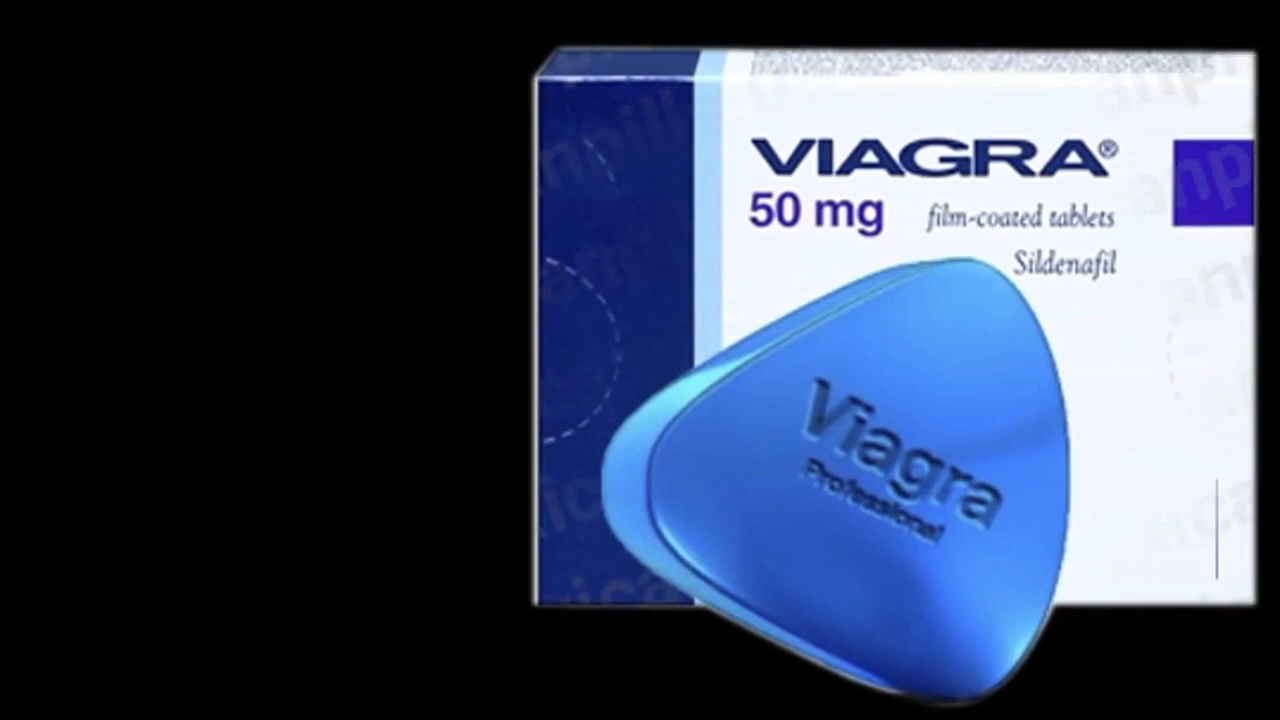 VIAGRA®
50 mg film-coated tablets
Sildenafil
Viagra
Professional